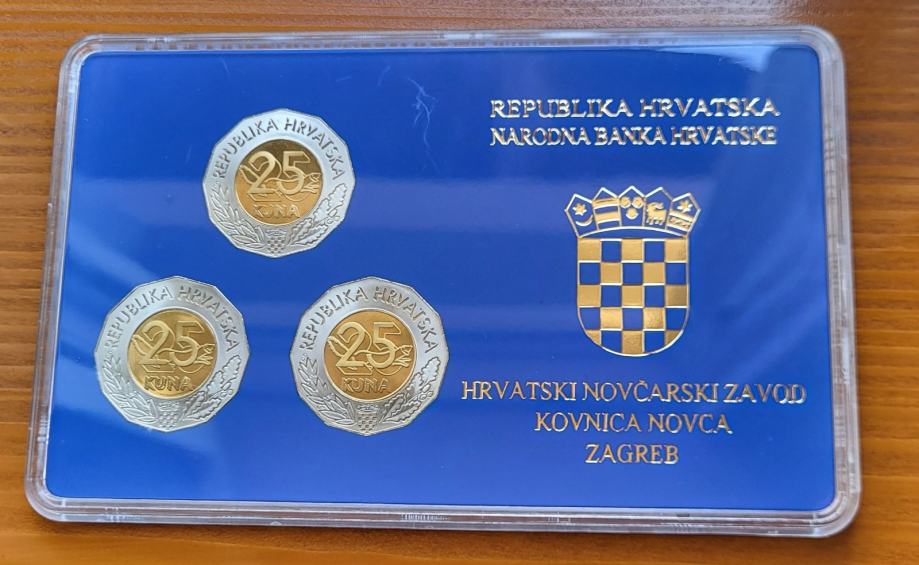 REPUBLIKA HRVATSKA
NARODNA BANKA HRVATSKE
HRVATSKI NOVČARSKI ZAVOD
KOVNICA NOVCA
ZAGREB
REPUBLIKA HRVATSKA
25
KUNA
REPUBLIKA HRVATSKA
25
KUNA
REPUBLIKA HRVATSKA
25
KUNA